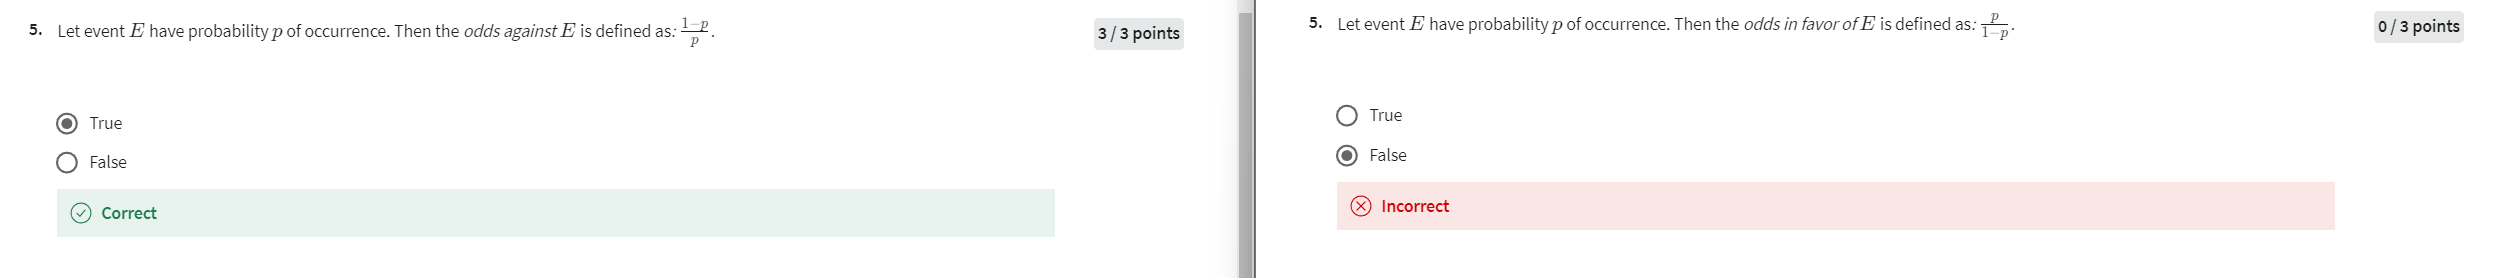 5. Let event E have probability p of occurrence. Then the odds against E is defined as: \frac{1-p}{p}.
3 / 3 points
True
False
Correct
5. Let event E have probability p of occurrence. Then the odds in favor of E is defined as: \frac{p}{1-p}.
0 / 3 points
True
False
Incorrect